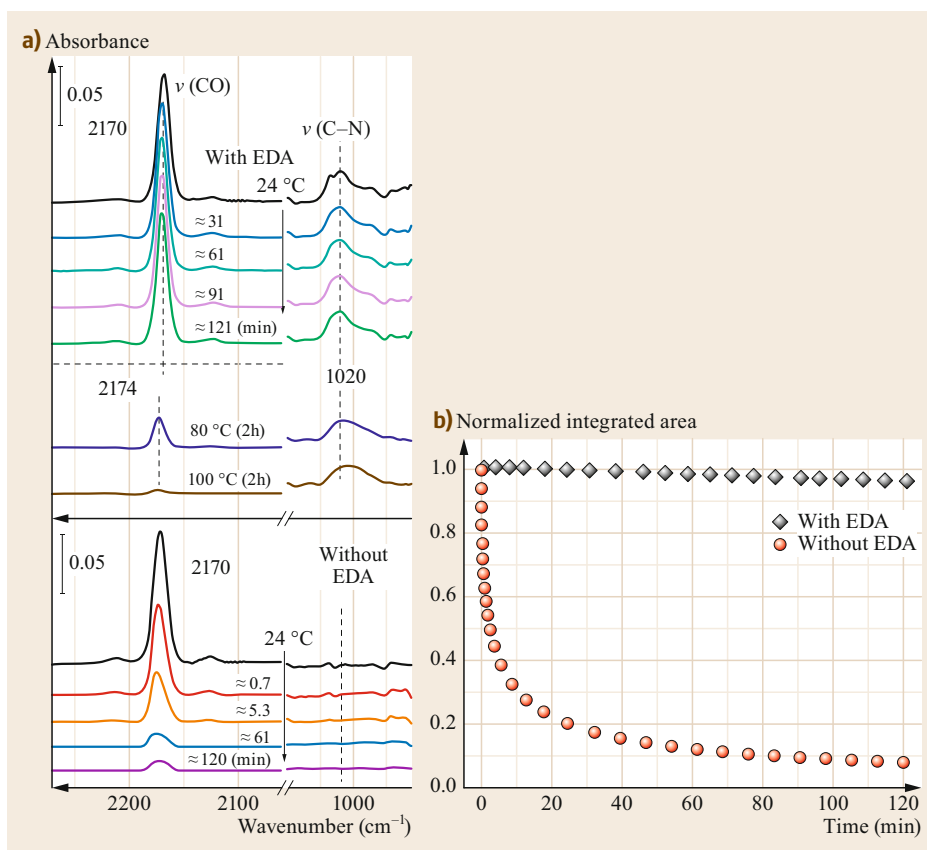 a) Absorbance
0.05
ν (CO)
2170
ν (C–N)
With EDA
24 °C
≈ 31
≈ 61
≈ 91
≈ 121 (min)
2174
1020
80 °C (2h)
100 °C (2h)
0.05
2170
Without
EDA
24 °C
≈ 0.7
≈ 5.3
≈ 61
≈ 120 (min)
2200 2100 1000
Wavenumber (cm⁻¹)
b) Normalized integrated area
1.0
0.8
With EDA
Without EDA
0.6
0.4
0.2
0.0
0 20 40 60 80 100 120
Time (min)